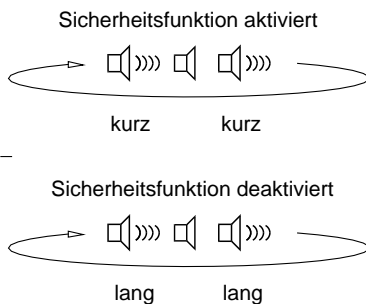 Sicherheitsfunktion aktiviert
kurz kurz
Sicherheitsfunktion deaktiviert
lang lang